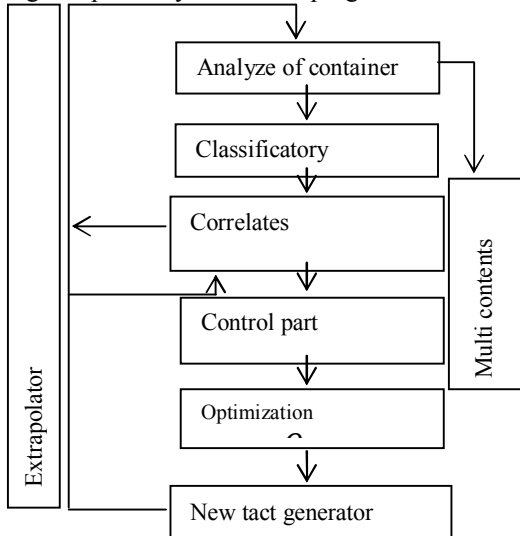 Analyze of container
Classificatory
Correlates
Control part
Optimization
New tact generator
Extrapolator
Multi contents